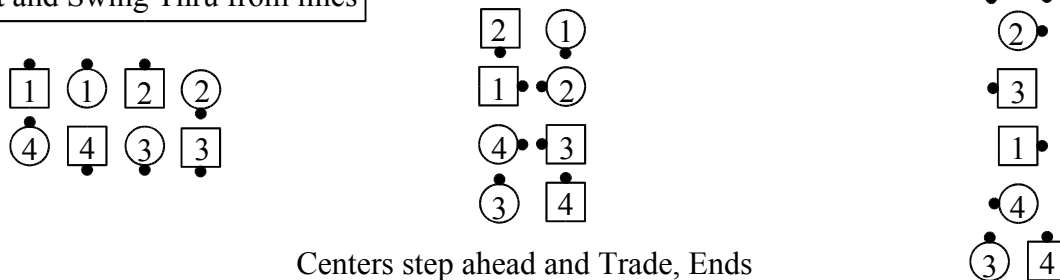 t and Swing Thru from lines
2 1
2
1 1 2 2
1 2
3
4 4 3 3
4 3
1
3 4
4
Centers step ahead and Trade, Ends
3 4